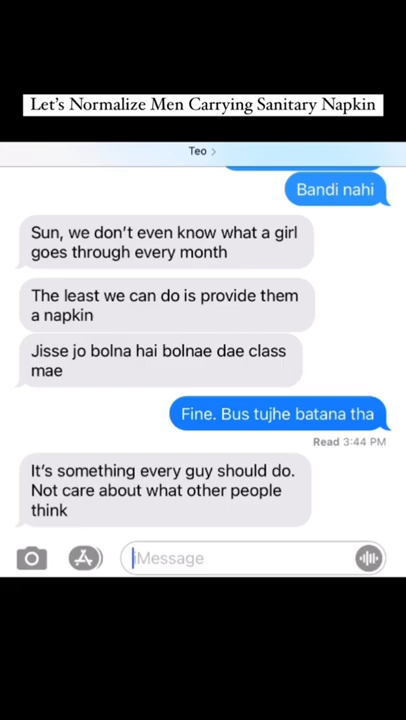 Let's Normalize Men Carrying Sanitary Napkin
Teo >
Bandi nahi
Sun, we don't even know what a girl
goes through every month
The least we can do is provide them
a napkin
Jisse jo bolna hai bolnae dae class
mae
Fine. Bus tujhe batana tha
Read 3:44 PM
It's something every guy should do.
Not care about what other people
think
iMessage